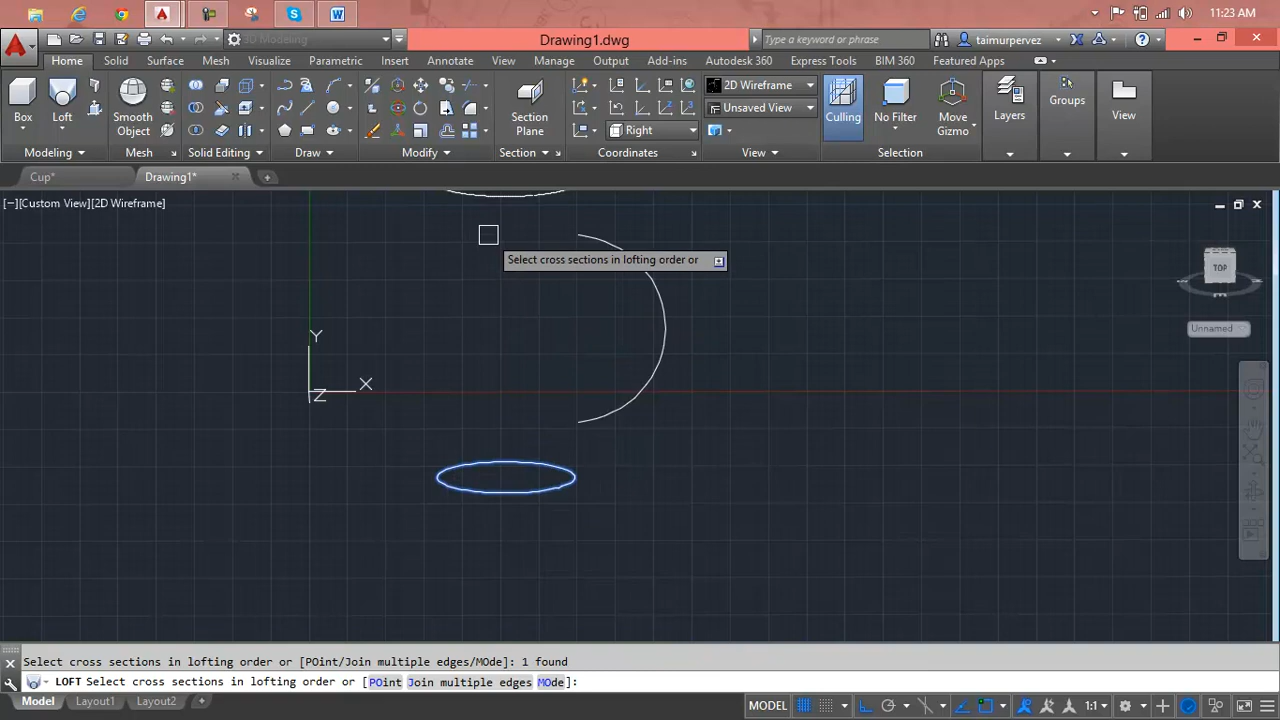 11:23 AM
3D Modeling
Drawing1.dwg
Type a keyword or phrase
taimurpervez
Home Solid Surface Mesh Visualize Parametric Insert Annotate View Manage Output Add-ins Autodesk 360 Express Tools BIM 360 Featured Apps
2D Wireframe
Unsaved View
Right
Box Loft Smooth Object Section Plane Culling No Filter Move Gizmo Layers Groups View
Modeling Mesh Solid Editing Draw Modify Section Coordinates View Selection
Cup* Drawing1*
[−][Custom View][2D Wireframe]
Select cross sections in lofting order or
TOP
Unnamed
Y
X
Z
Select cross sections in lofting order or [POint/Join multiple edges/MOde]: 1 found
LOFT Select cross sections in lofting order or [POint Join multiple edges MOde]:
Model Layout1 Layout2
MODEL 1:1